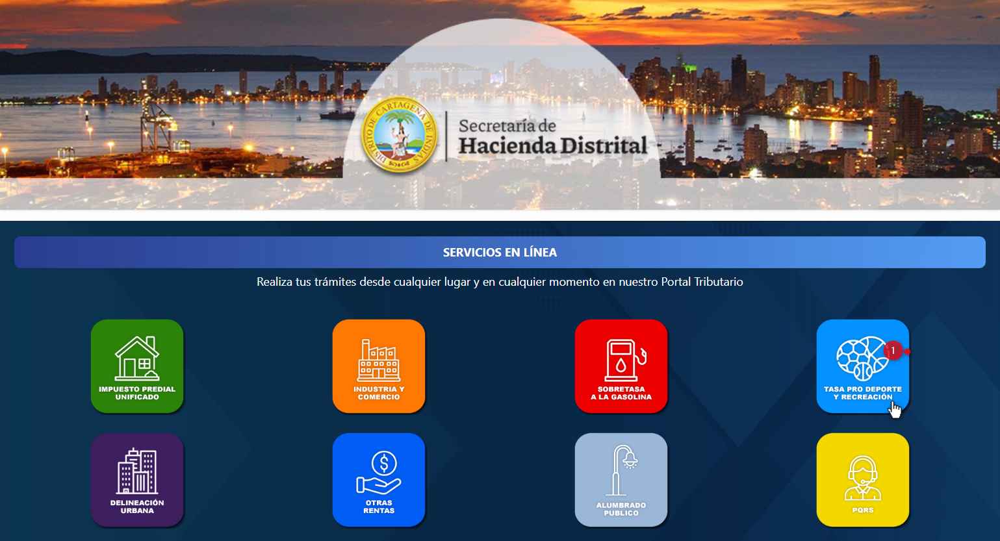 DISTRITO DE CARTAGENA DE INDIAS
Secretaría de
Hacienda Distrital
SERVICIOS EN LÍNEA
Realiza tus trámites desde cualquier lugar y en cualquier momento en nuestro Portal Tributario
IMPUESTO PREDIAL
UNIFICADO
INDUSTRIA Y
COMERCIO
SOBRETASA
A LA GASOLINA
1
TASA PRO DEPORTE
Y RECREACIÓN
DELINEACIÓN
URBANA
$
OTRAS
RENTAS
ALUMBRADO
PUBLICO
PQRS